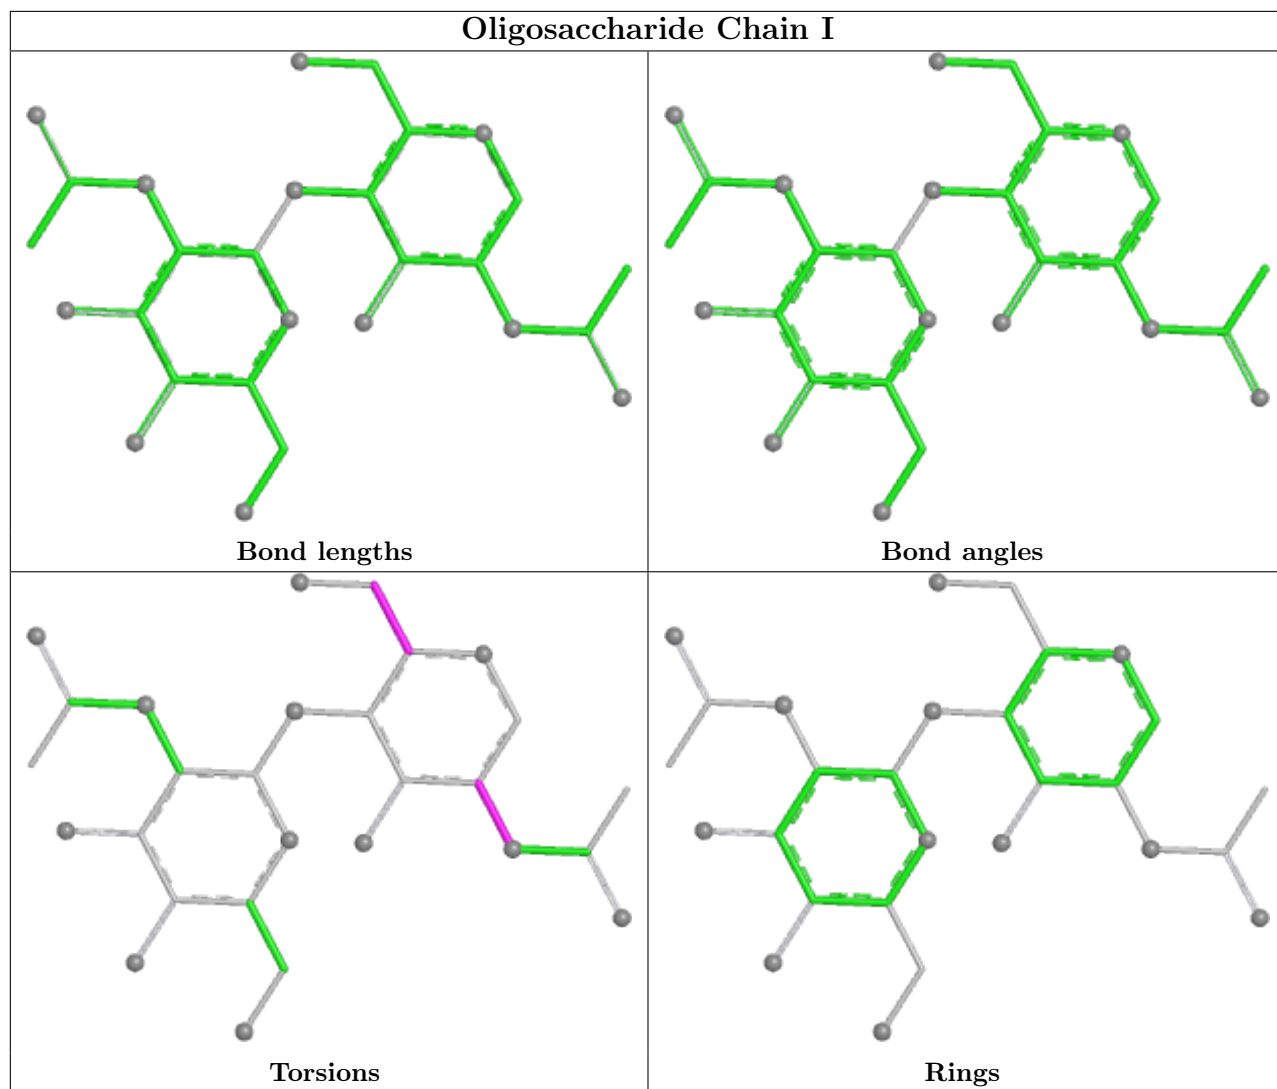 Oligosaccharide Chain I
Bond lengths
Bond angles
Torsions
Rings